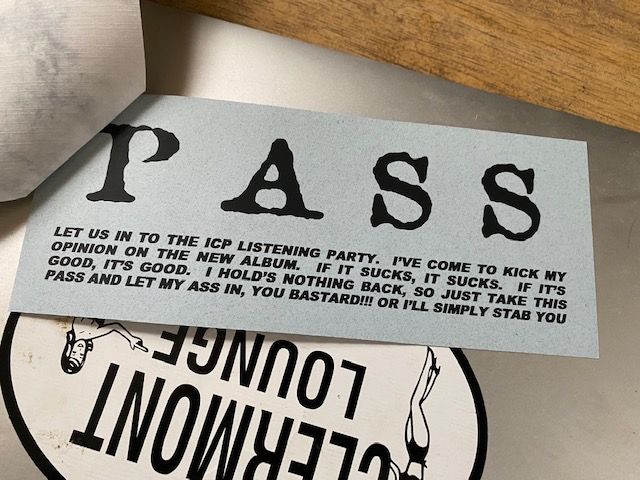 PASS
LET US IN TO THE ICP LISTENING PARTY. I'VE COME TO KICK MY
OPINION ON THE NEW ALBUM. IF IT SUCKS, IT SUCKS. IF IT'S
GOOD, IT'S GOOD. I HOLD'S NOTHING BACK, SO JUST TAKE THIS
PASS AND LET MY ASS IN, YOU BASTARD!!! OR I'LL SIMPLY STAB YOU
CLERMONT
LOUNGE